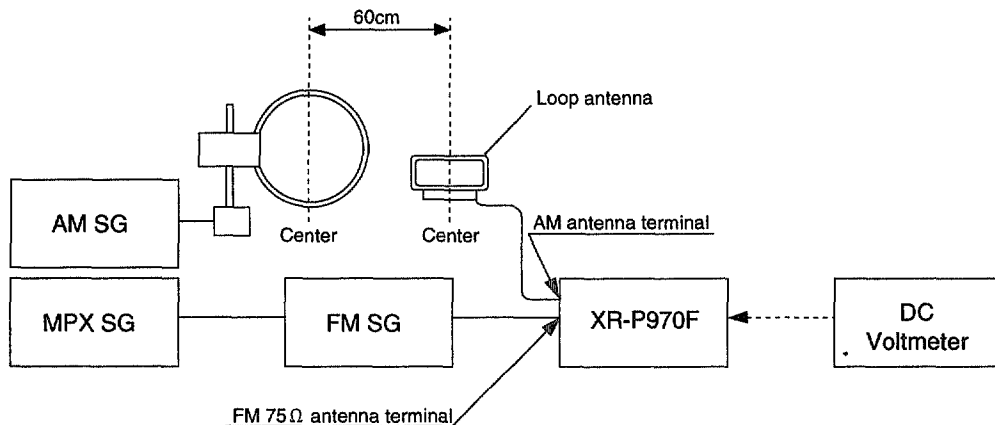 60cm
Loop antenna
AM SG
Center
Center
AM antenna terminal
MPX SG
FM SG
XR-P970F
DC
Voltmeter
FM 75Ω antenna terminal